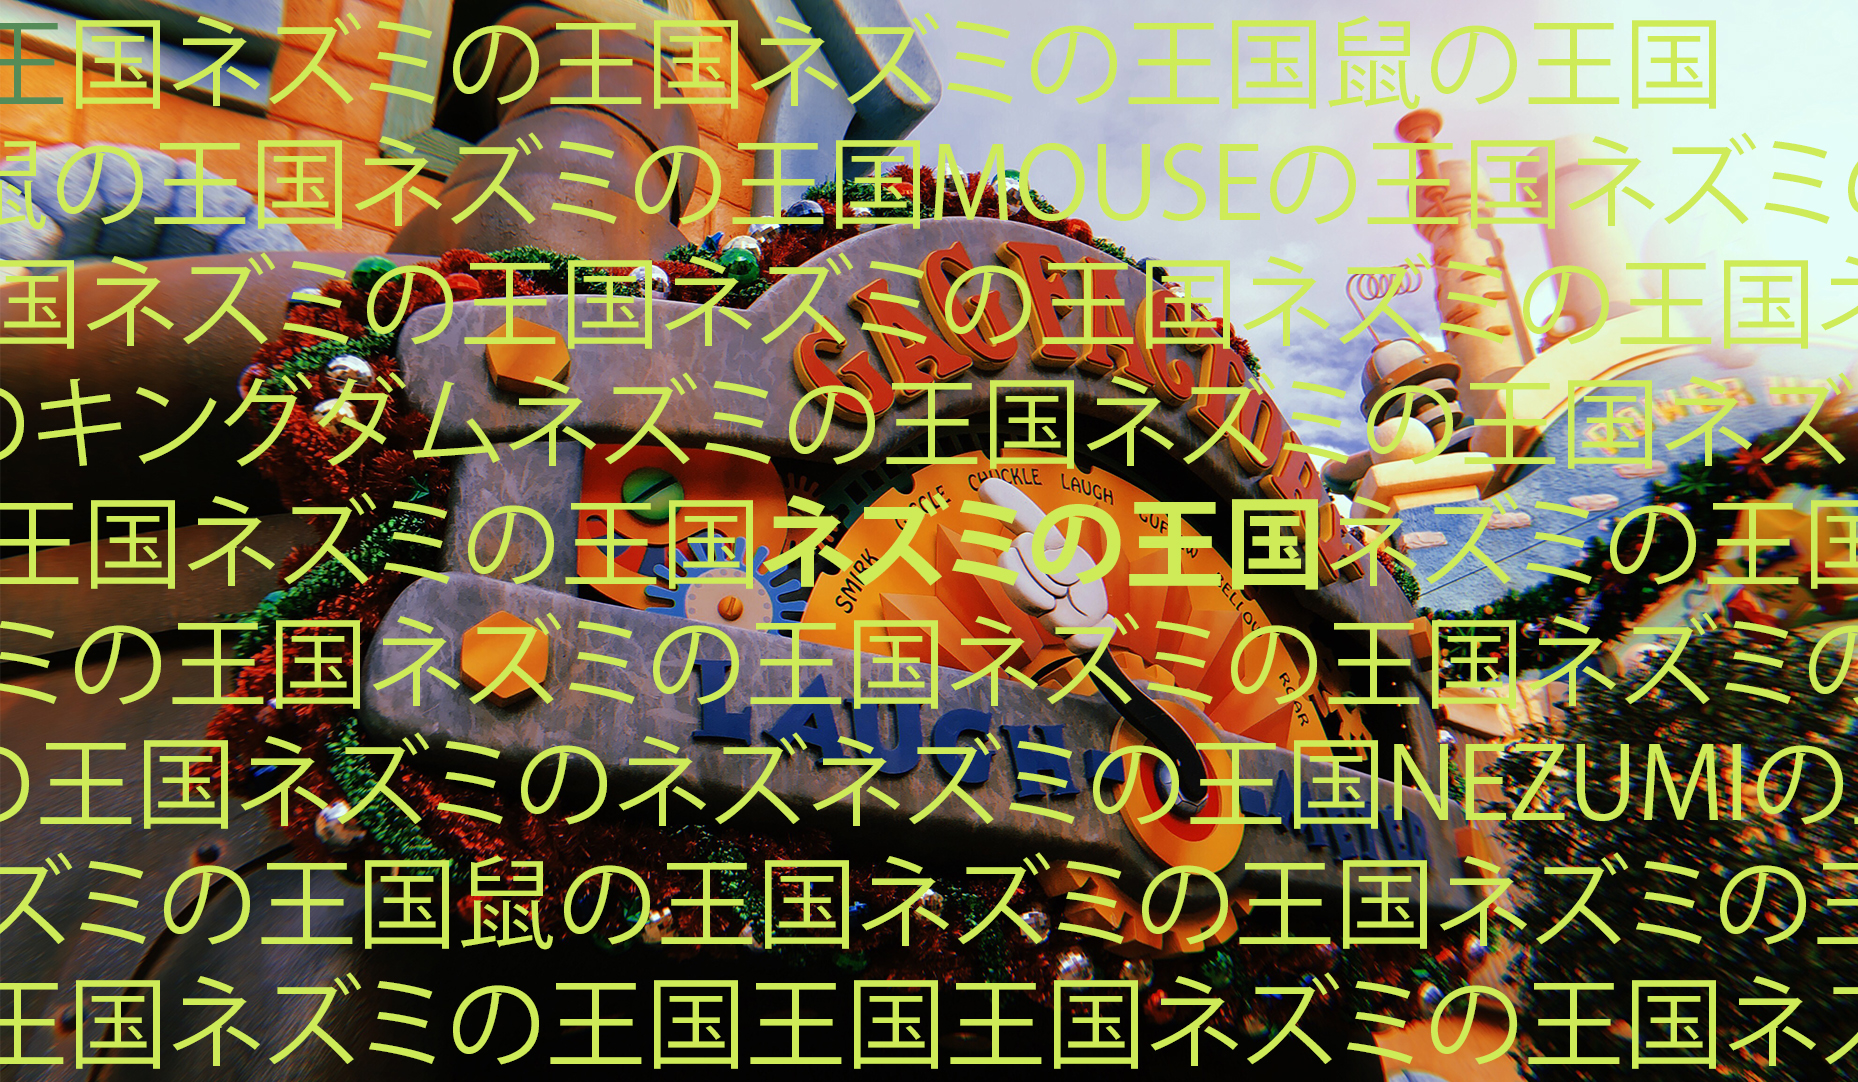 王国ネズミの王国ネズミの王国鼠の王国
鼠の王国ネズミの王国MOUSEの王国ネズミの
国ネズミの王国ネズミの王国ネズミの王国ネ
のキングダムネズミの王国ネズミの王国ネズ
王国ネズミの王国ネズミの王国ネズミの王国
ミの王国ネズミの王国ネズミの王国ネズミの
の王国ネズミのネズネズミの王国NEZUMIの
ズミの王国鼠の王国ネズミの王国ネズミの王
王国ネズミの王国王国王国ネズミの王国ネズ
GAG FACTORY
CHUCKLE
LAUGH
SMIRK
ROAR
LAUGH-
POWER